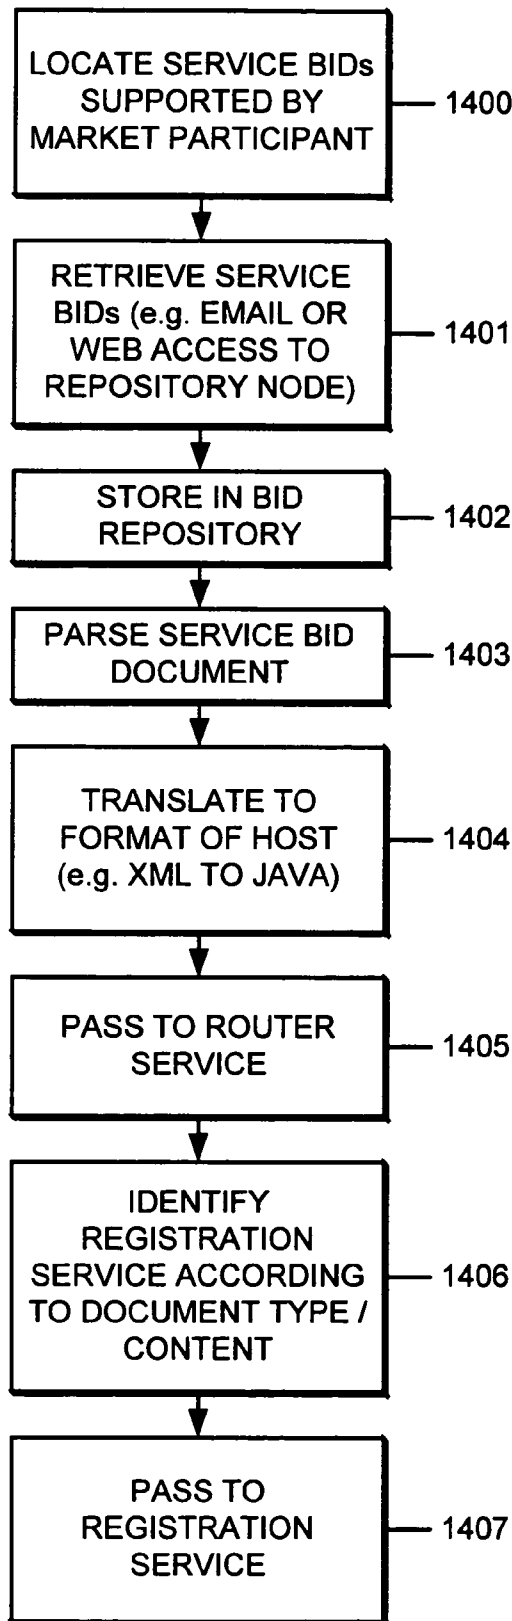 LOCATE SERVICE BIDs
SUPPORTED BY
MARKET PARTICIPANT
1400
RETRIEVE SERVICE
BIDs (e.g. EMAIL OR
WEB ACCESS TO
REPOSITORY NODE)
1401
STORE IN BID
REPOSITORY
1402
PARSE SERVICE BID
DOCUMENT
1403
TRANSLATE TO
FORMAT OF HOST
(e.g. XML TO JAVA)
1404
PASS TO ROUTER
SERVICE
1405
IDENTIFY
REGISTRATION
SERVICE ACCORDING
TO DOCUMENT TYPE /
CONTENT
1406
PASS TO
REGISTRATION
SERVICE
1407